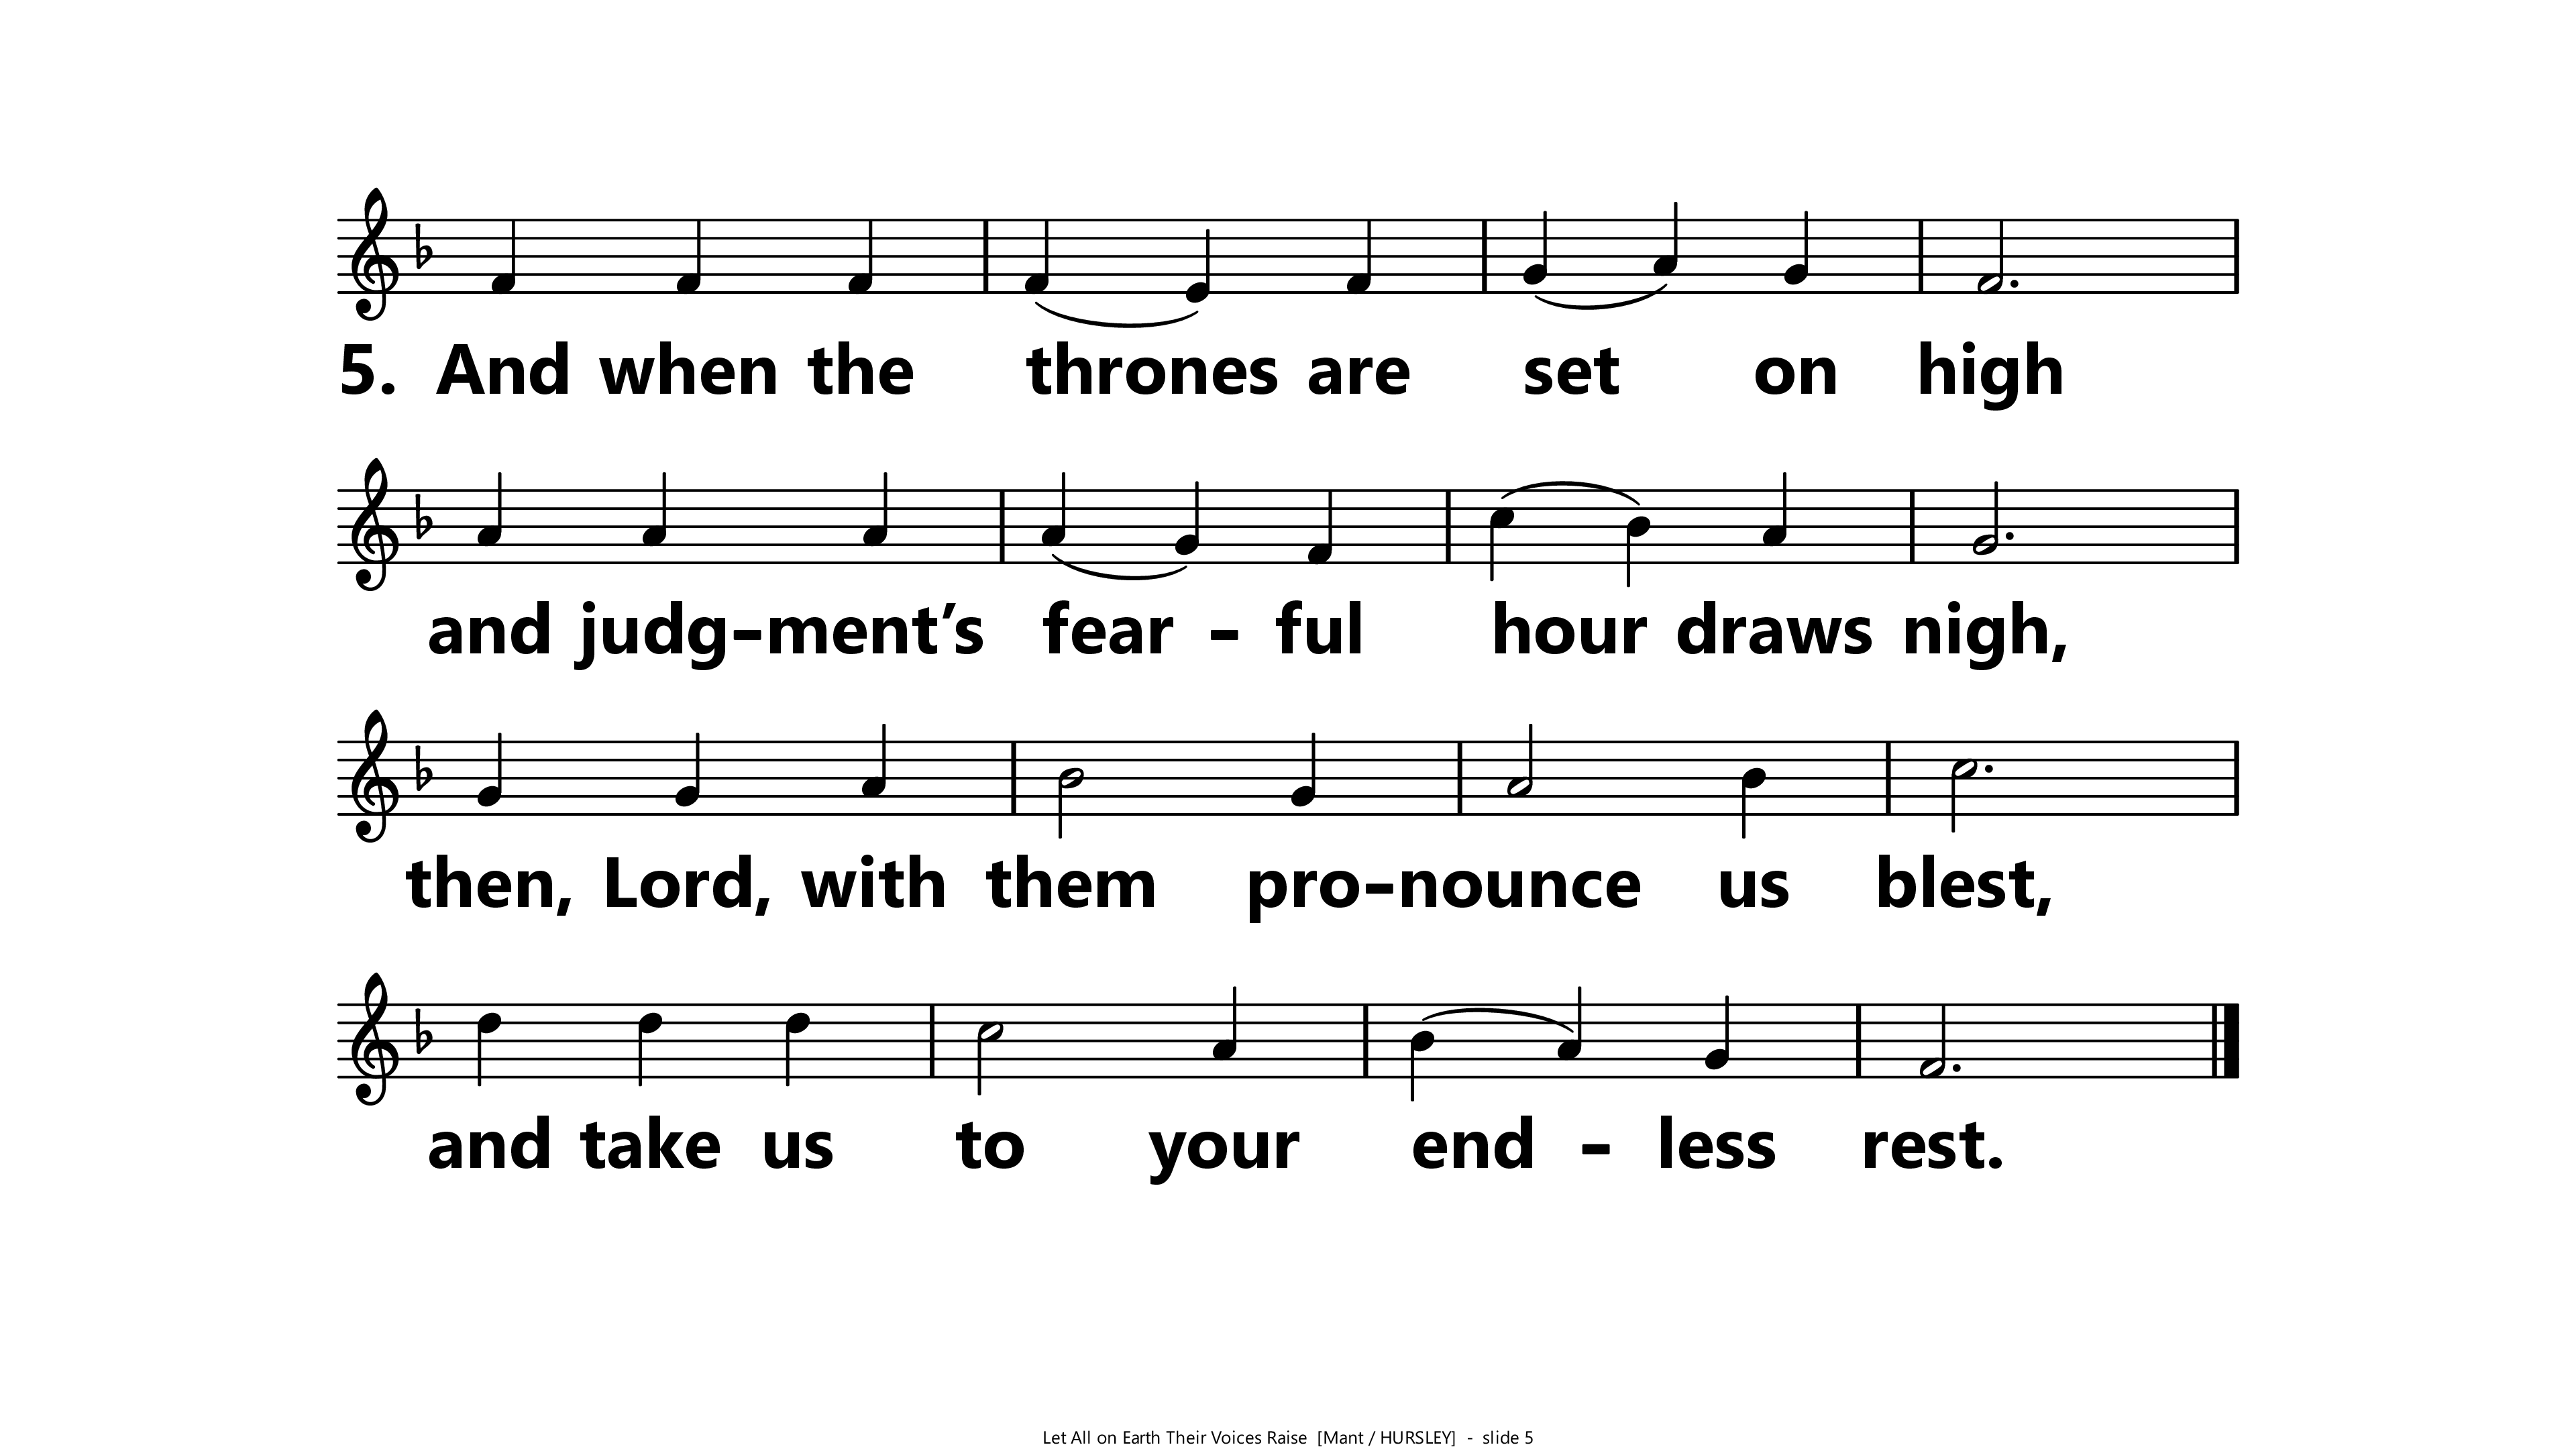 5. And when the thrones are set on high
and judg-ment’s fear - ful hour draws nigh,
then, Lord, with them pro-nounce us blest,
and take us to your end - less rest.
Let All on Earth Their Voices Raise [Mant / HURSLEY] - slide 5